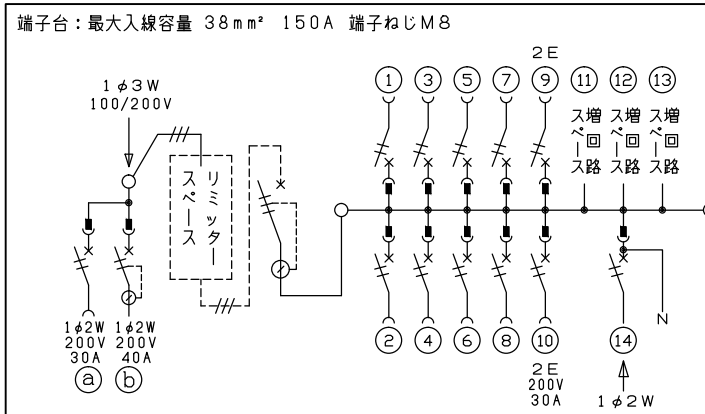 端子台：最大入線容量 38mm² 150A 端子ねじM8
1φ3W
100/200V
リミッター
スペース
2E
1
3
5
7
9
11
12
13
増回路
スペース
増回路
スペース
増回路
スペース
1φ2W
200V
30A
a
1φ2W
200V
40A
b
2
4
6
8
10
14
N
2E
200V
30A
1φ2W